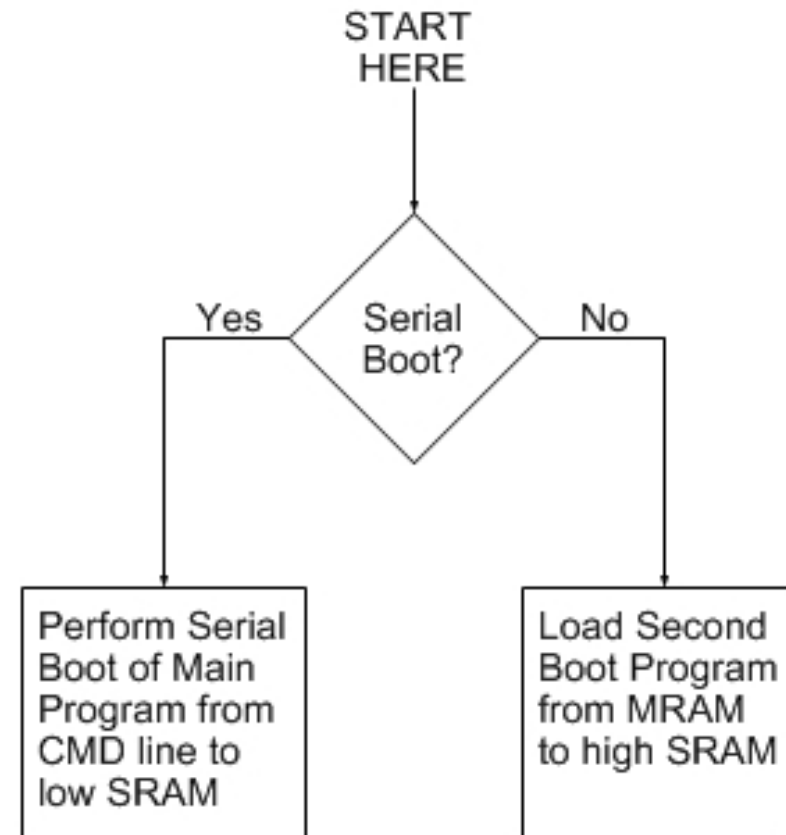 START
HERE
Yes
Serial
Boot?
No
Perform Serial
Boot of Main
Program from
CMD line to
low SRAM
Load Second
Boot Program
from MRAM
to high SRAM